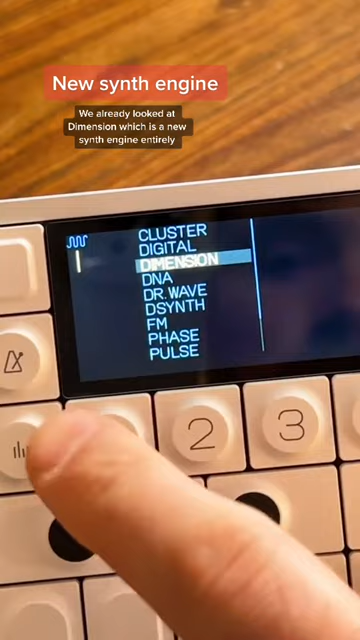 New synth engine
We already looked at
Dimension which is a new
synth engine entirely
CLUSTER
DIGITAL
DIMENSION
DNA
DR.WAVE
DSYNTH
FM
PHASE
PULSE
2
3